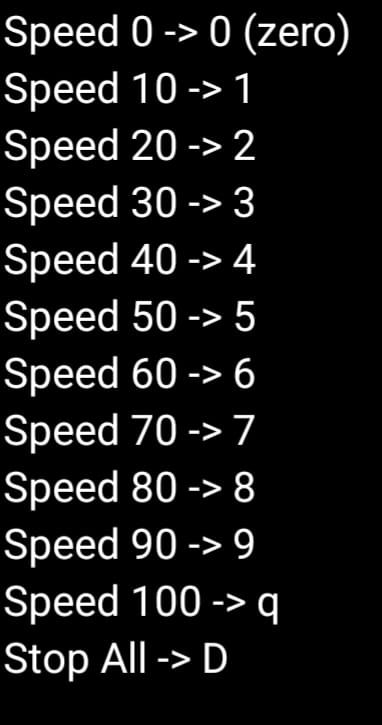 Speed 0 -> 0 (zero)
Speed 10 -> 1
Speed 20 -> 2
Speed 30 -> 3
Speed 40 -> 4
Speed 50 -> 5
Speed 60 -> 6
Speed 70 -> 7
Speed 80 -> 8
Speed 90 -> 9
Speed 100 -> q
Stop All -> D